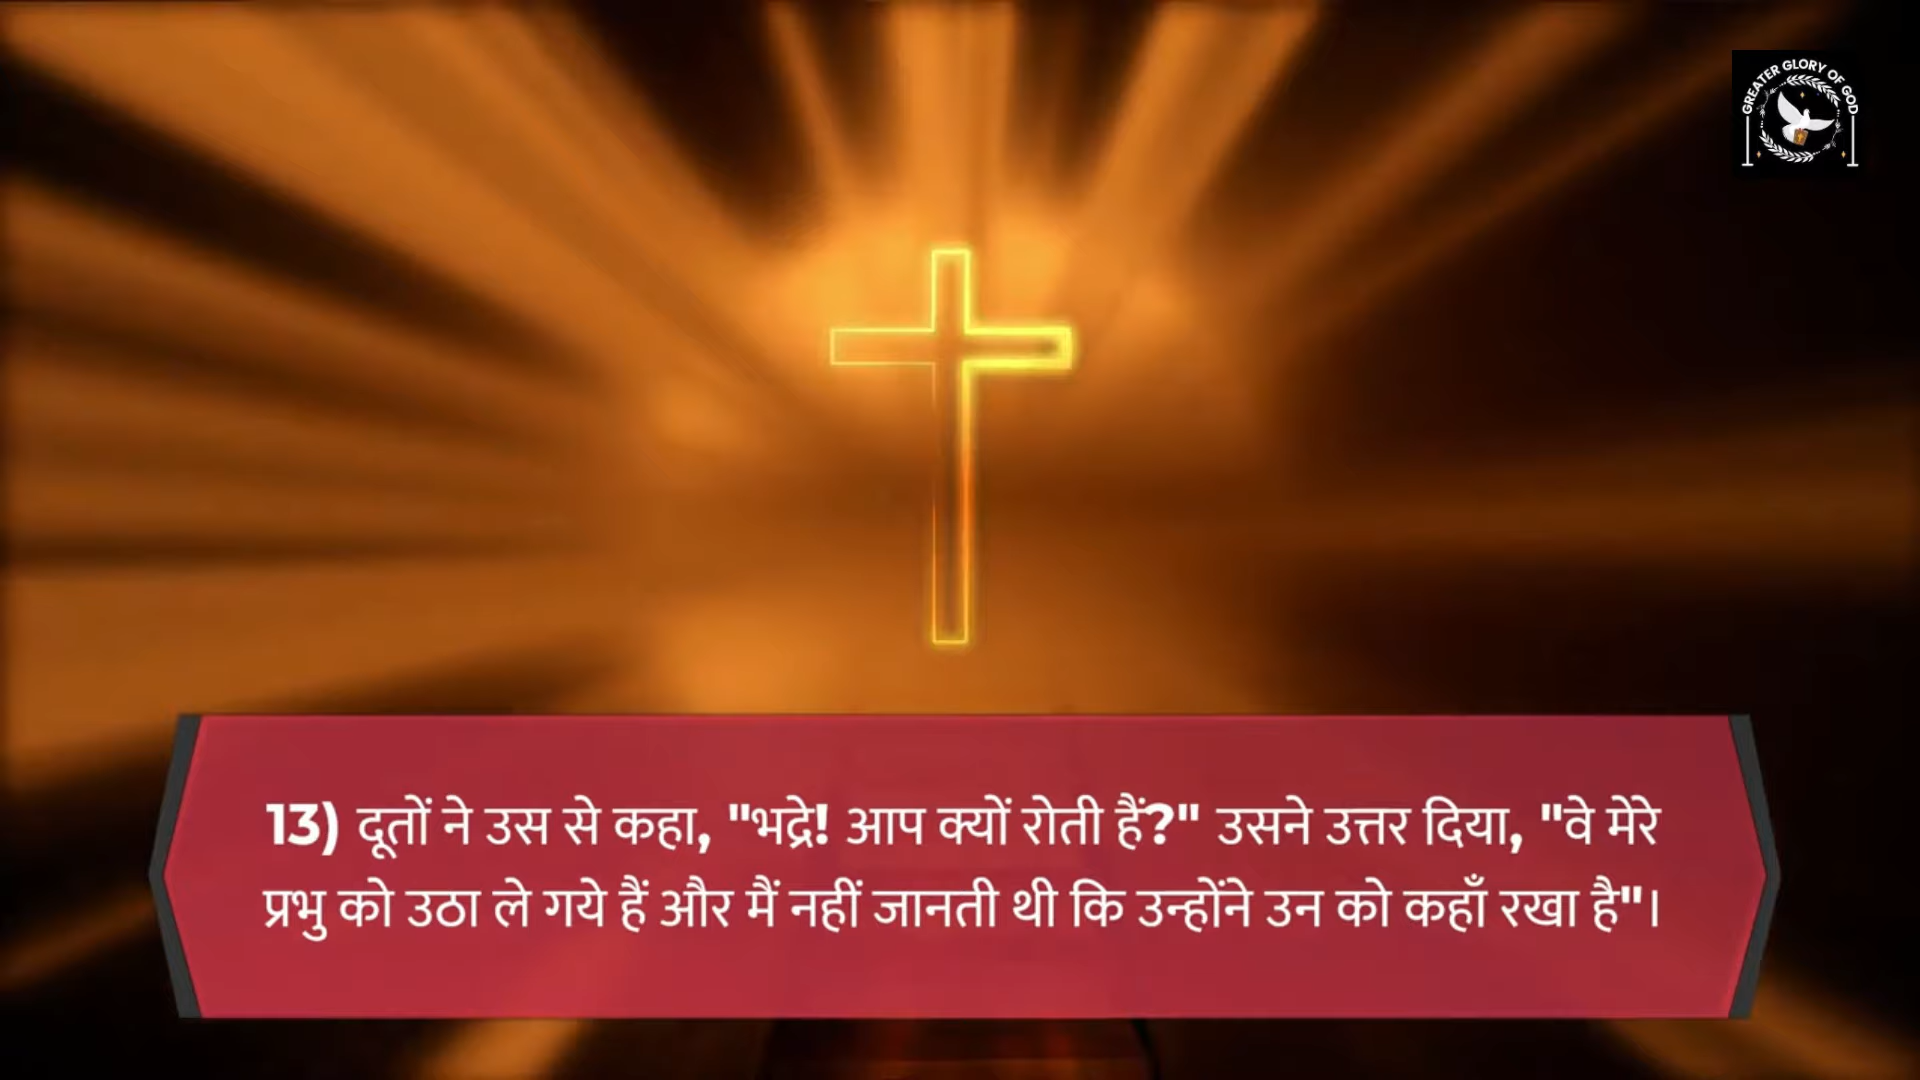 GREATER GLORY OF GOD
13) दूतों ने उस से कहा, "भद्रे! आप क्यों रोती हैं?" उसने उत्तर दिया, "वे मेरे
प्रभु को उठा ले गये हैं और मैं नहीं जानती थी कि उन्होंने उन को कहाँ रखा है"।